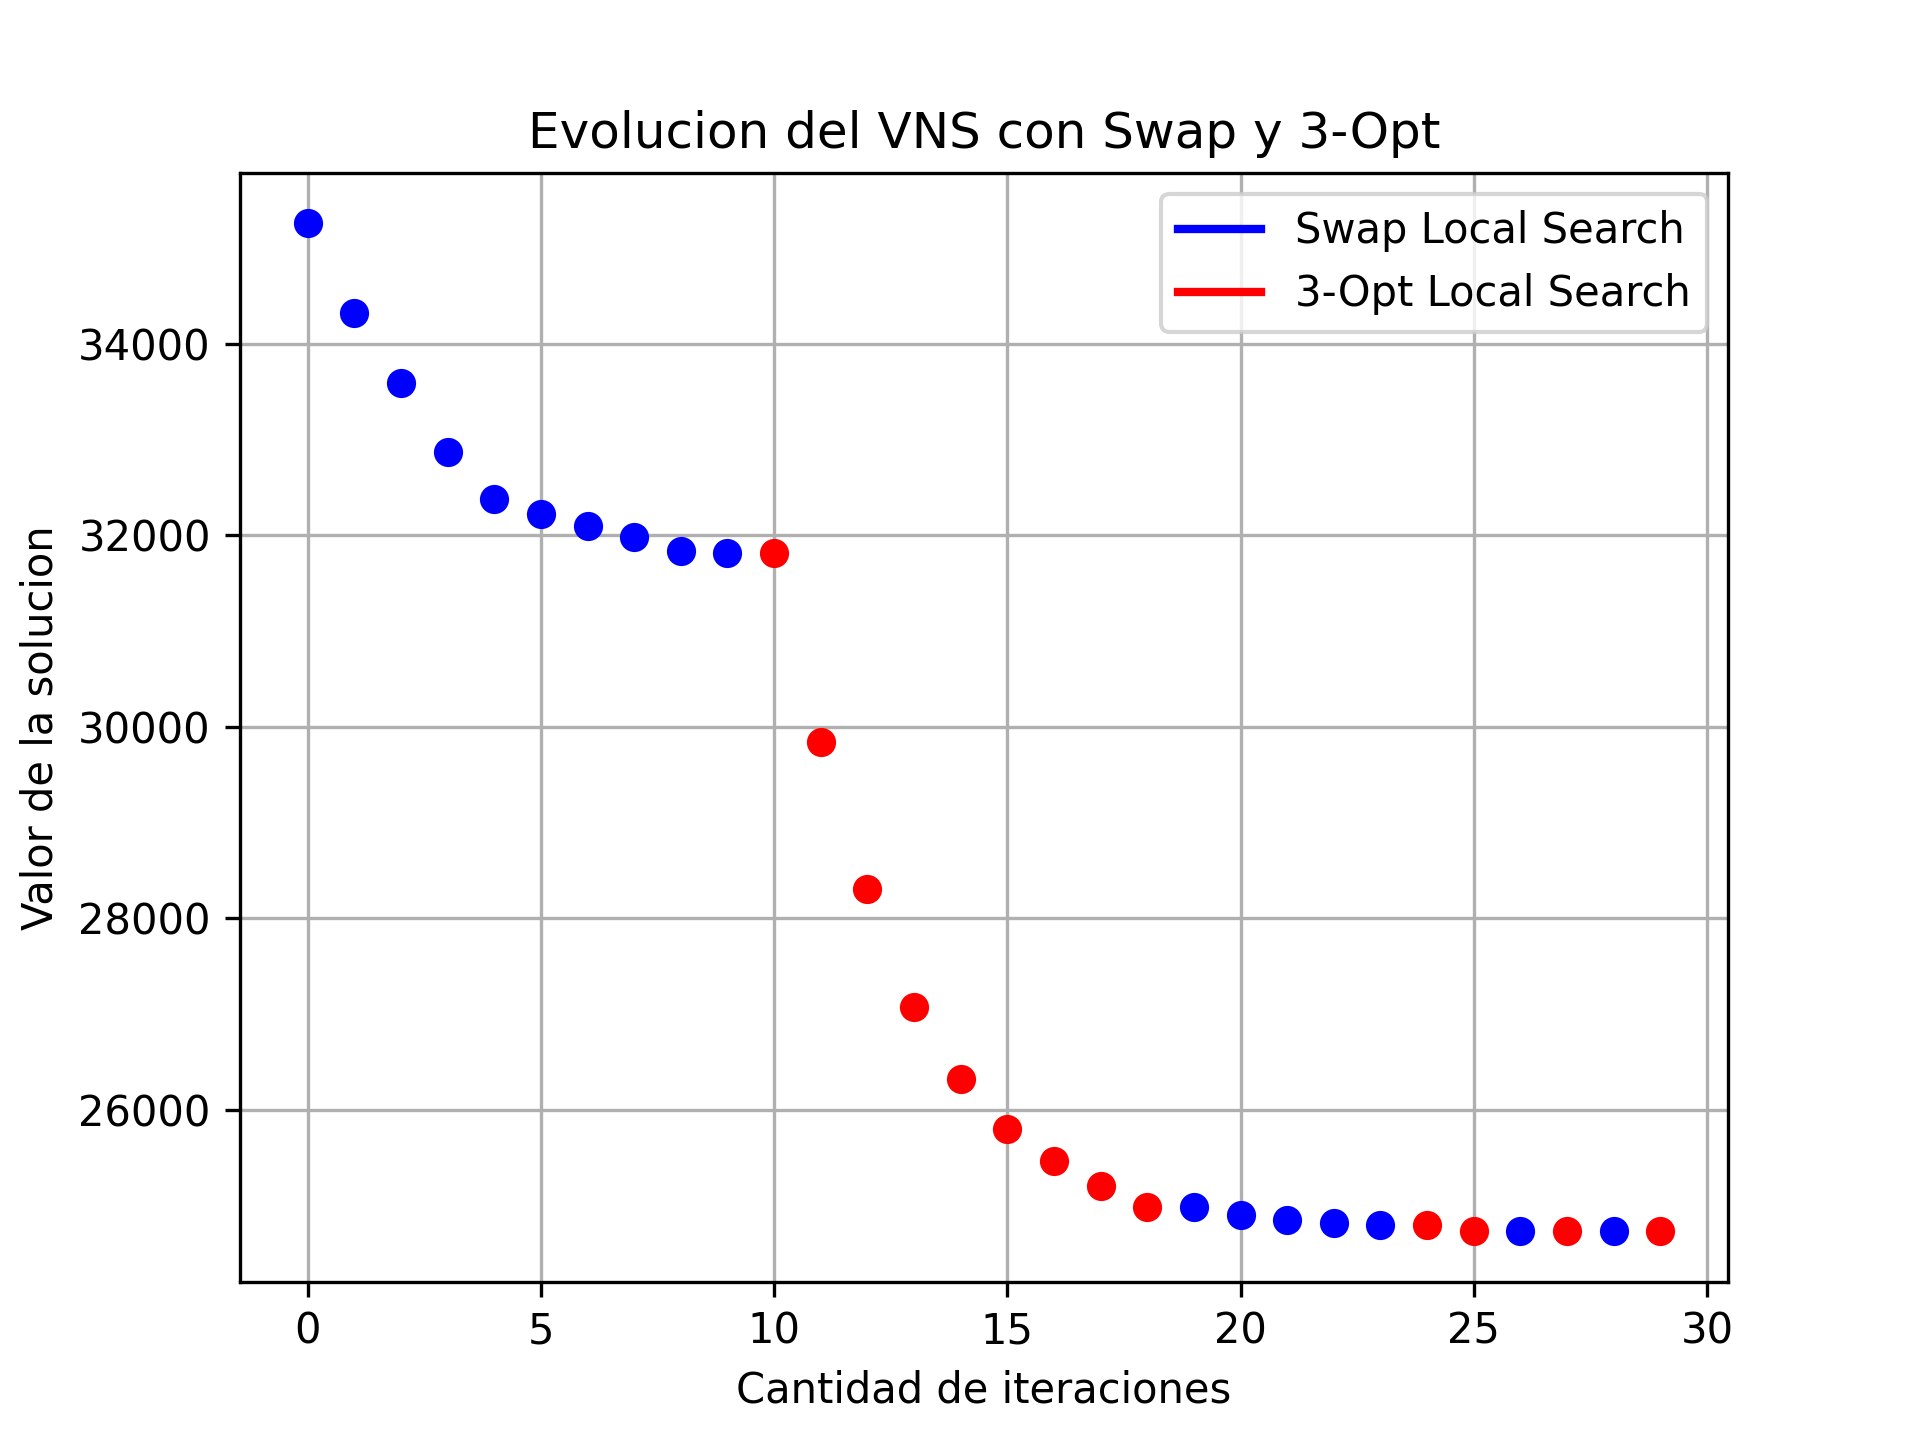 Evolucion del VNS con Swap y 3-Opt
Swap Local Search
3-Opt Local Search
Valor de la solucion
34000
32000
30000
28000
26000
0 5 10 15 20 25 30
Cantidad de iteraciones